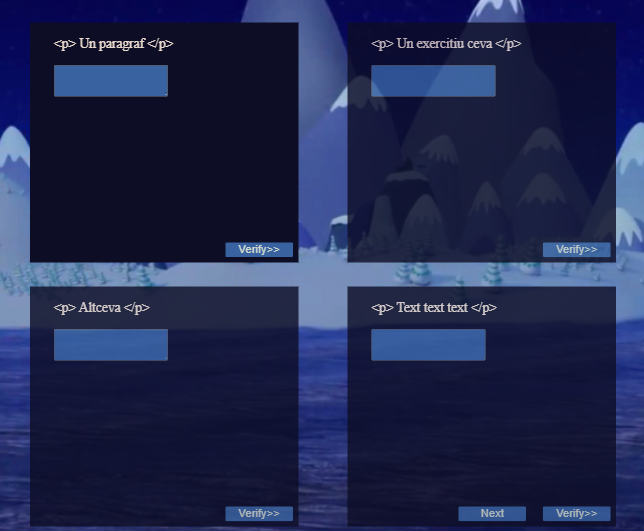 <p> Un paragraf </p>
<p> Un exercitiu ceva </p>
Verify>>
Verify>>
<p> Altceva </p>
<p> Text text text </p>
Verify>>
Next
Verify>>